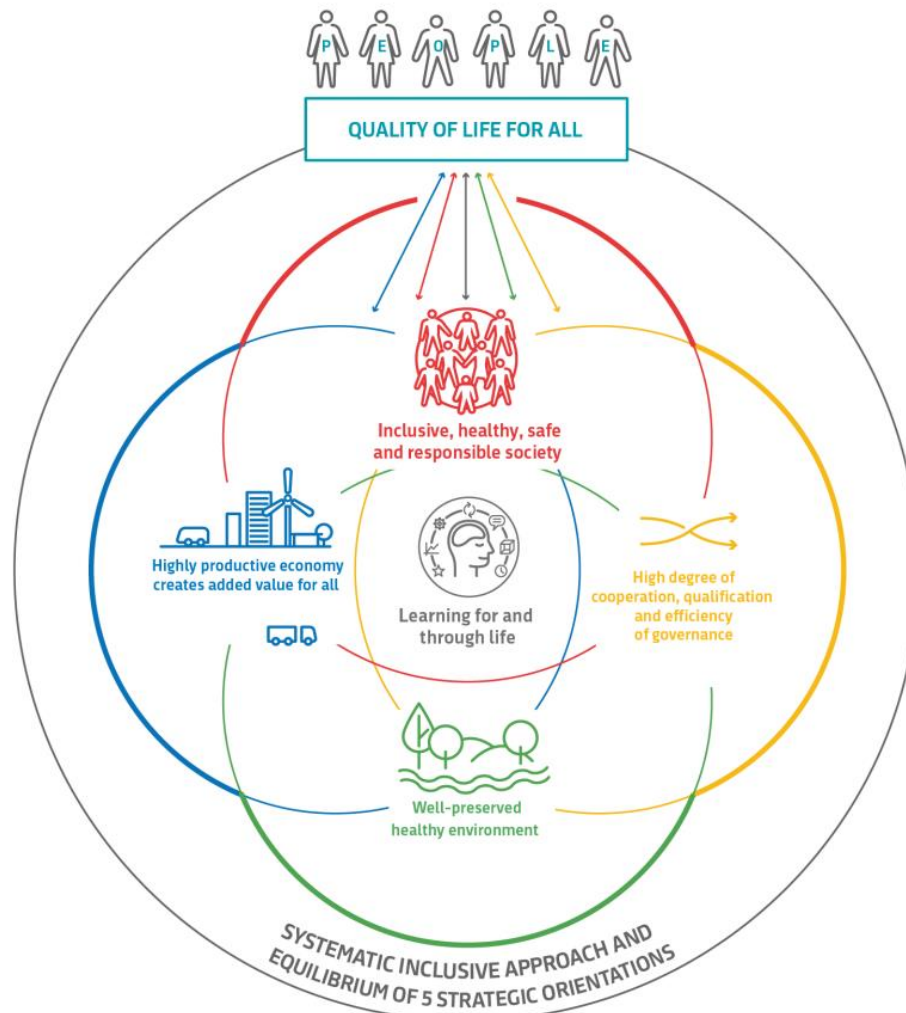 PEOPLE
QUALITY OF LIFE FOR ALL
Inclusive, healthy, safe
and responsible society
Highly productive economy
creates added value for all
High degree of
cooperation, qualification
and efficiency
of governance
Learning for and
through life
Well-preserved
healthy environment
SYSTEMATIC INCLUSIVE APPROACH AND
EQUILIBRIUM OF 5 STRATEGIC ORIENTATIONS